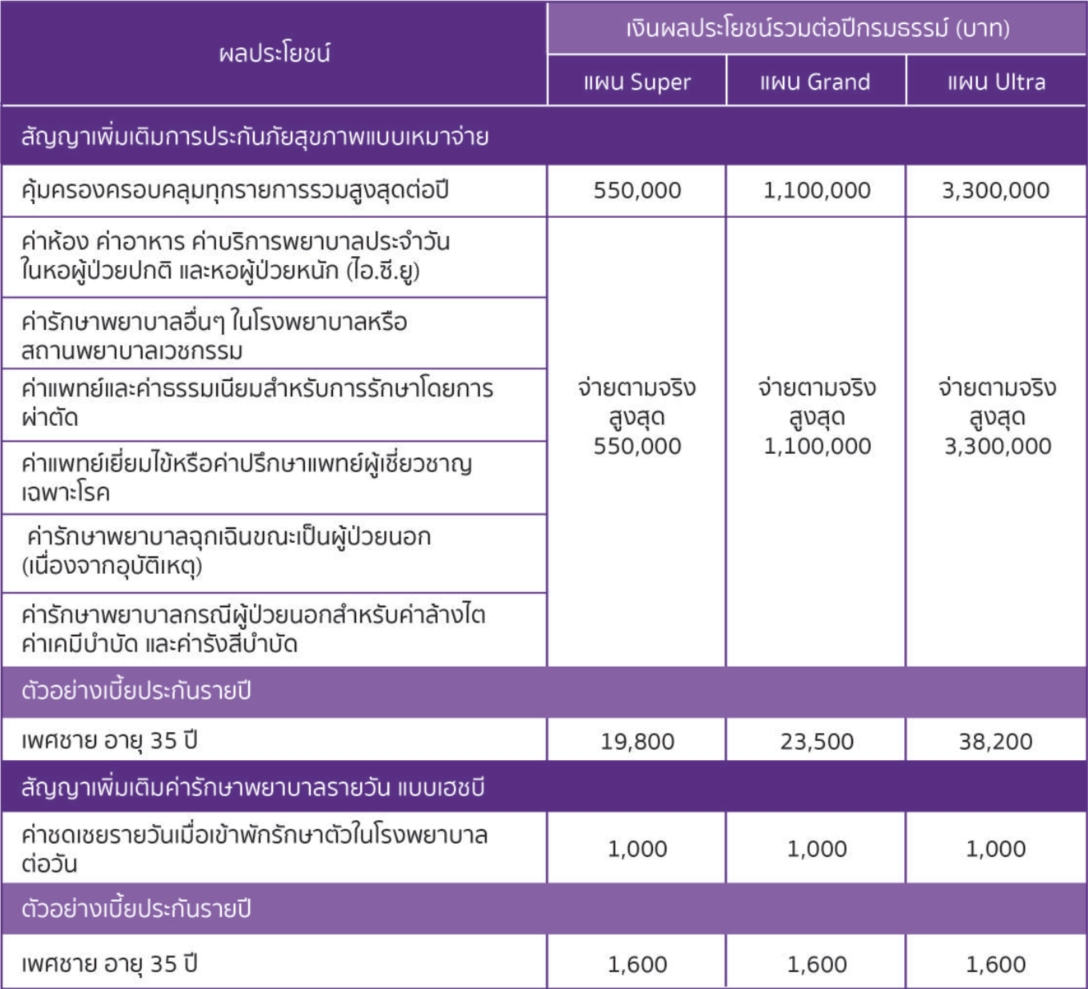 ผลประโยชน์
เงินผลประโยชน์รวมต่อปีกรมธรรม์ (บาท)
แผน Super
แผน Grand
แผน Ultra
สัญญาเพิ่มเติมการประกันภัยสุขภาพแบบเหมาจ่าย
คุ้มครองครอบคลุมทุกรายการรวมสูงสุดต่อปี
550,000
1,100,000
3,300,000
ค่าห้อง ค่าอาหาร ค่าบริการพยาบาลประจำวัน
ในหอผู้ป่วยปกติ และหอผู้ป่วยหนัก (ไอ.ซี.ยู)
ค่ารักษาพยาบาลอื่นๆ ในโรงพยาบาลหรือ
สถานพยาบาลเวชกรรม
ค่าแพทย์และค่าธรรมเนียมสำหรับการรักษาโดยการ
ผ่าตัด
ค่าแพทย์เยี่ยมไข้หรือค่าปรึกษาแพทย์ผู้เชี่ยวชาญ
เฉพาะโรค
ค่ารักษาพยาบาลฉุกเฉินขณะเป็นผู้ป่วยนอก
(เนื่องจากอุบัติเหตุ)
ค่ารักษาพยาบาลกรณีผู้ป่วยนอกสำหรับค่าล้างไต
ค่าเคมีบำบัด และค่ารังสีบำบัด
จ่ายตามจริง
สูงสุด
550,000
จ่ายตามจริง
สูงสุด
1,100,000
จ่ายตามจริง
สูงสุด
3,300,000
ตัวอย่างเบี้ยประกันรายปี
เพศชาย อายุ 35 ปี
19,800
23,500
38,200
สัญญาเพิ่มเติมค่ารักษาพยาบาลรายวัน แบบเฮชบี
ค่าชดเชยรายวันเมื่อเข้าพักรักษาตัวในโรงพยาบาล
ต่อวัน
1,000
1,000
1,000
ตัวอย่างเบี้ยประกันรายปี
เพศชาย อายุ 35 ปี
1,600
1,600
1,600